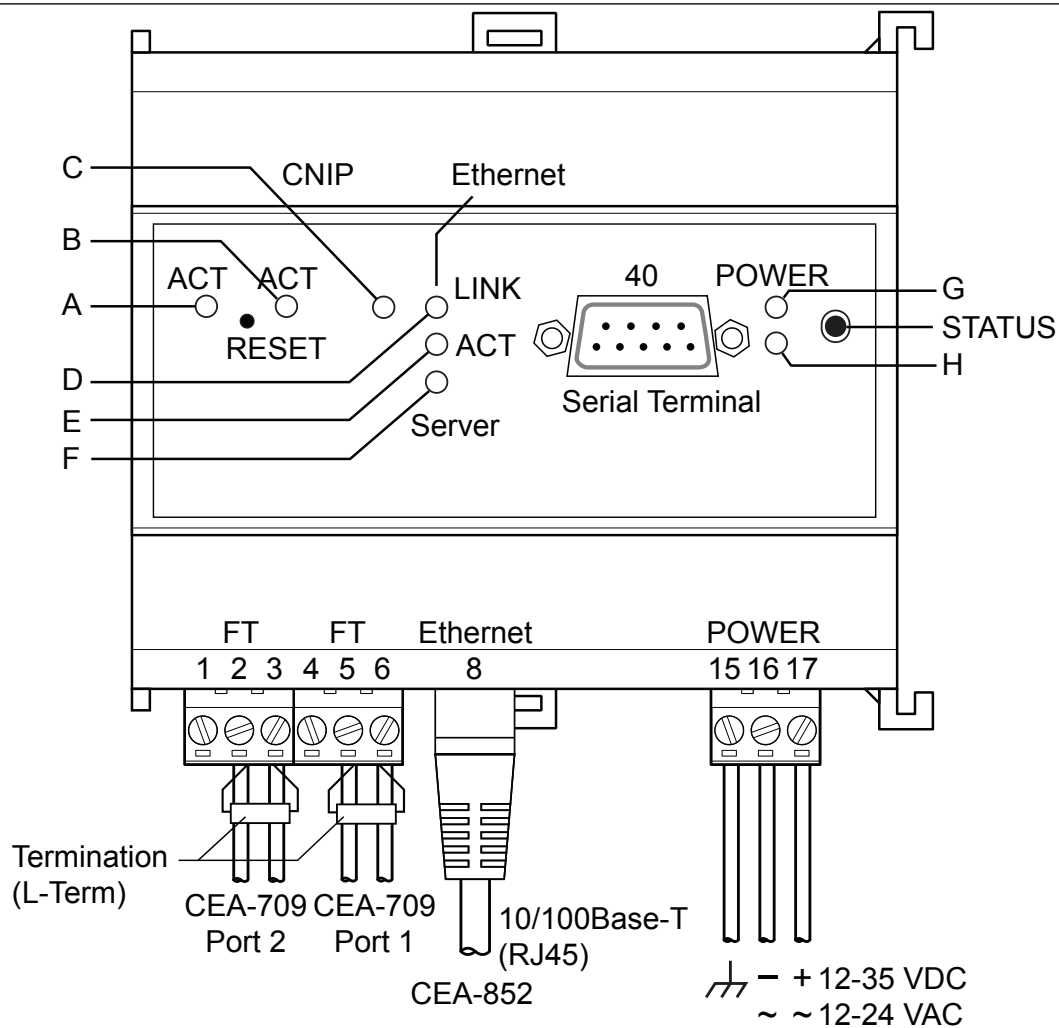 C
CNIP
Ethernet
B
ACT
ACT
LINK
40
POWER
A
G
RESET
ACT
STATUS
D
H
E
Server
Serial Terminal
F
FT
FT
Ethernet
POWER
1 2 3 4 5 6
8
15 16 17
Termination
(L-Term)
CEA-709
Port 2
CEA-709
Port 1
10/100Base-T
(RJ45)
CEA-852
− + 12-35 VDC
~ ~ 12-24 VAC